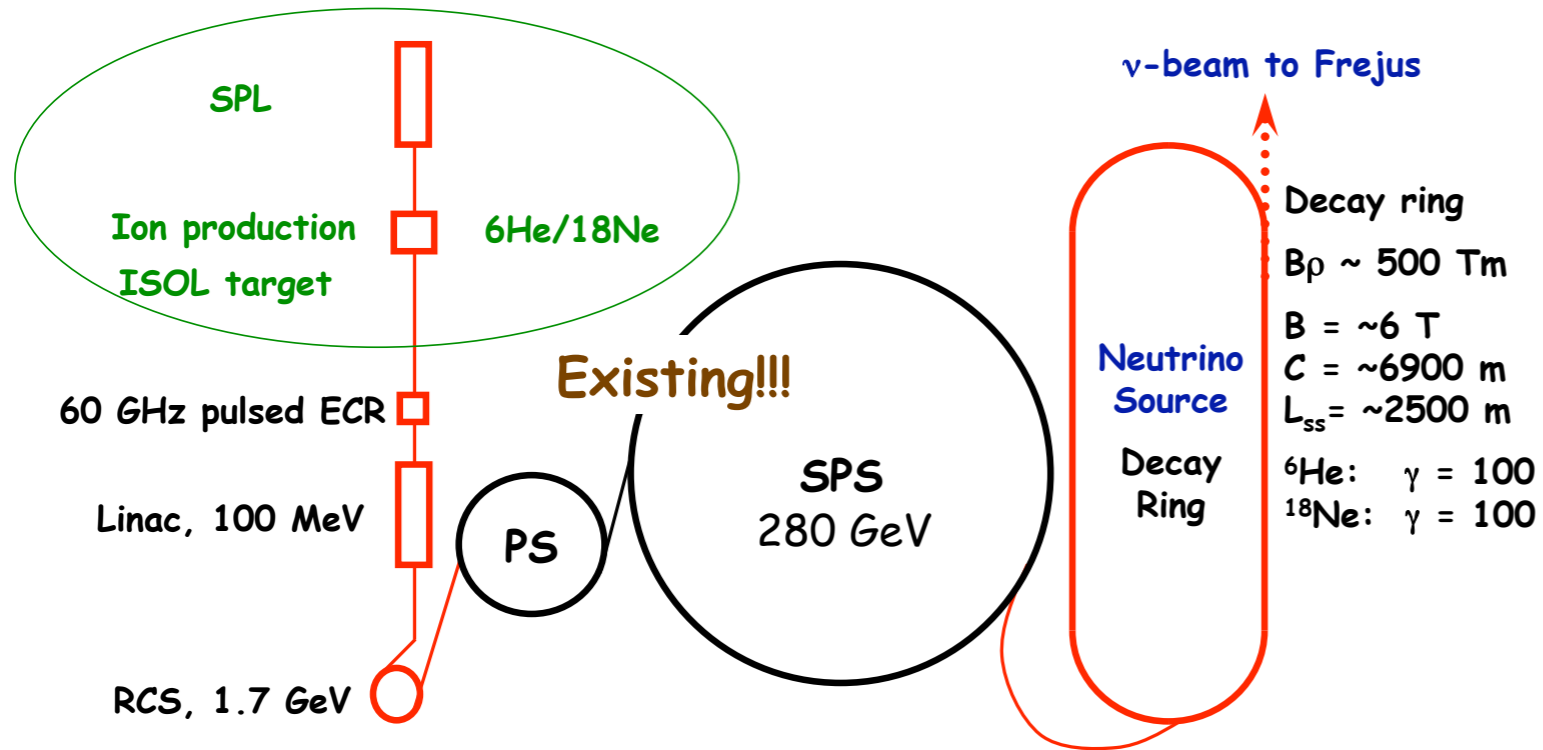 SPL
Ion production
ISOL target
6He/18Ne
60 GHz pulsed ECR
Linac, 100 MeV
RCS, 1.7 GeV
PS
Existing!!!
SPS
280 GeV
ν-beam to Frejus
Neutrino
Source
Decay
Ring
Decay ring
Bρ ~ 500 Tm
B = ~6 T
C = ~6900 m
Lss= ~2500 m
⁶He: γ = 100
¹⁸Ne: γ = 100